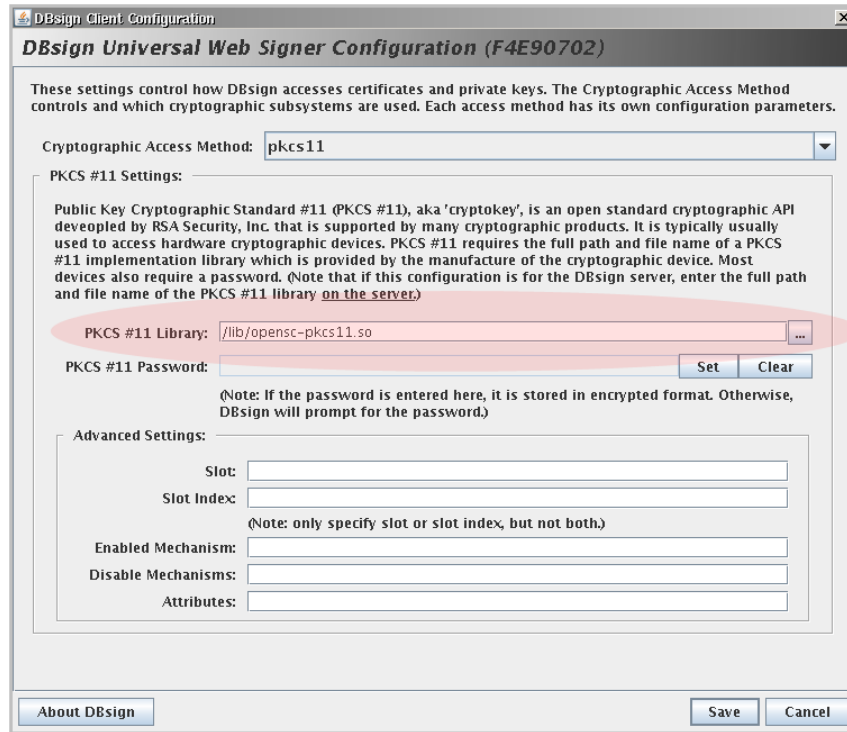 DBsign Client Configuration
DBsign Universal Web Signer Configuration (F4E90702)
These settings control how DBsign accesses certificates and private keys. The Cryptographic Access Method
controls and which cryptographic subsystems are used. Each access method has its own configuration parameters.
Cryptographic Access Method: pkcs11
PKCS #11 Settings:
Public Key Cryptographic Standard #11 (PKCS #11), aka 'cryptokey', is an open standard cryptographic API
deveopled by RSA Security, Inc. that is supported by many cryptographic products. It is typically usually
used to access hardware cryptographic devices. PKCS #11 requires the full path and file name of a PKCS
#11 implementation library which is provided by the manufacture of the cryptographic device. Most
devices also require a password. (Note that if this configuration is for the DBsign server, enter the full path
and file name of the PKCS #11 library on the server.)
PKCS #11 Library: /lib/opensc-pkcs11.so ...
PKCS #11 Password: Set Clear
(Note: If the password is entered here, it is stored in encrypted format. Otherwise,
DBsign will prompt for the password.)
Advanced Settings:
Slot:
Slot Index:
(Note: only specify slot or slot index, but not both.)
Enabled Mechanism:
Disable Mechanisms:
Attributes:
About DBsign Save Cancel